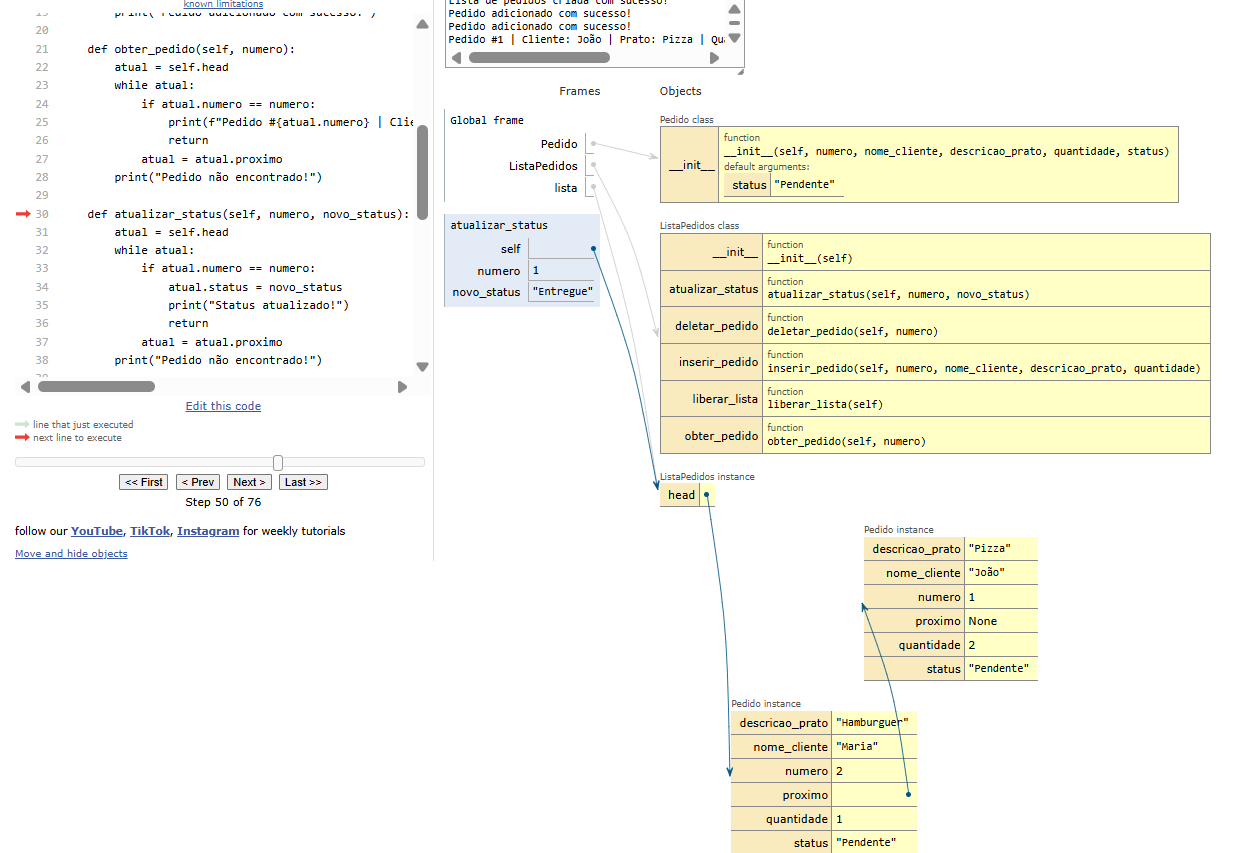 known limitations
19 print("Pedido adicionado com sucesso!")
20
21 def obter_pedido(self, numero):
22 atual = self.head
23 while atual:
24 if atual.numero == numero:
25 print(f"Pedido #{atual.numero} | Clie
26 return
27 atual = atual.proximo
28 print("Pedido não encontrado!")
29
30 def atualizar_status(self, numero, novo_status):
31 atual = self.head
32 while atual:
33 if atual.numero == numero:
34 atual.status = novo_status
35 print("Status atualizado!")
36 return
37 atual = atual.proximo
38 print("Pedido não encontrado!")
Edit this code
line that just executed
next line to execute
<< First < Prev Next > Last >>
Step 50 of 76
follow our YouTube, TikTok, Instagram for weekly tutorials
Move and hide objects
Lista de pedidos criada com sucesso!
Pedido adicionado com sucesso!
Pedido adicionado com sucesso!
Pedido #1 | Cliente: João | Prato: Pizza | Qua
Frames Objects
Global frame
Pedido
ListaPedidos
lista
atualizar_status
self
numero 1
novo_status "Entregue"
Pedido class
__init__
function
__init__(self, numero, nome_cliente, descricao_prato, quantidade, status)
default arguments:
status "Pendente"
ListaPedidos class
__init__
function
__init__(self)
atualizar_status
function
atualizar_status(self, numero, novo_status)
deletar_pedido
function
deletar_pedido(self, numero)
inserir_pedido
function
inserir_pedido(self, numero, nome_cliente, descricao_prato, quantidade)
liberar_lista
function
liberar_lista(self)
obter_pedido
function
obter_pedido(self, numero)
ListaPedidos instance
head
Pedido instance
descricao_prato "Pizza"
nome_cliente "João"
numero 1
proximo None
quantidade 2
status "Pendente"
Pedido instance
descricao_prato "Hamburguer"
nome_cliente "Maria"
numero 2
proximo
quantidade 1
status "Pendente"